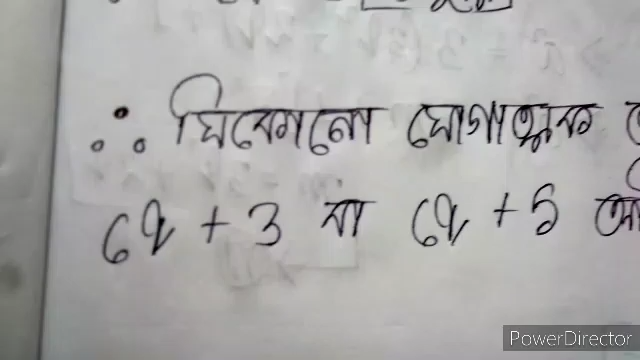 ∴ যিকোনো যোগাত্মক
6q + 3 বা 6q + 5
PowerDirector